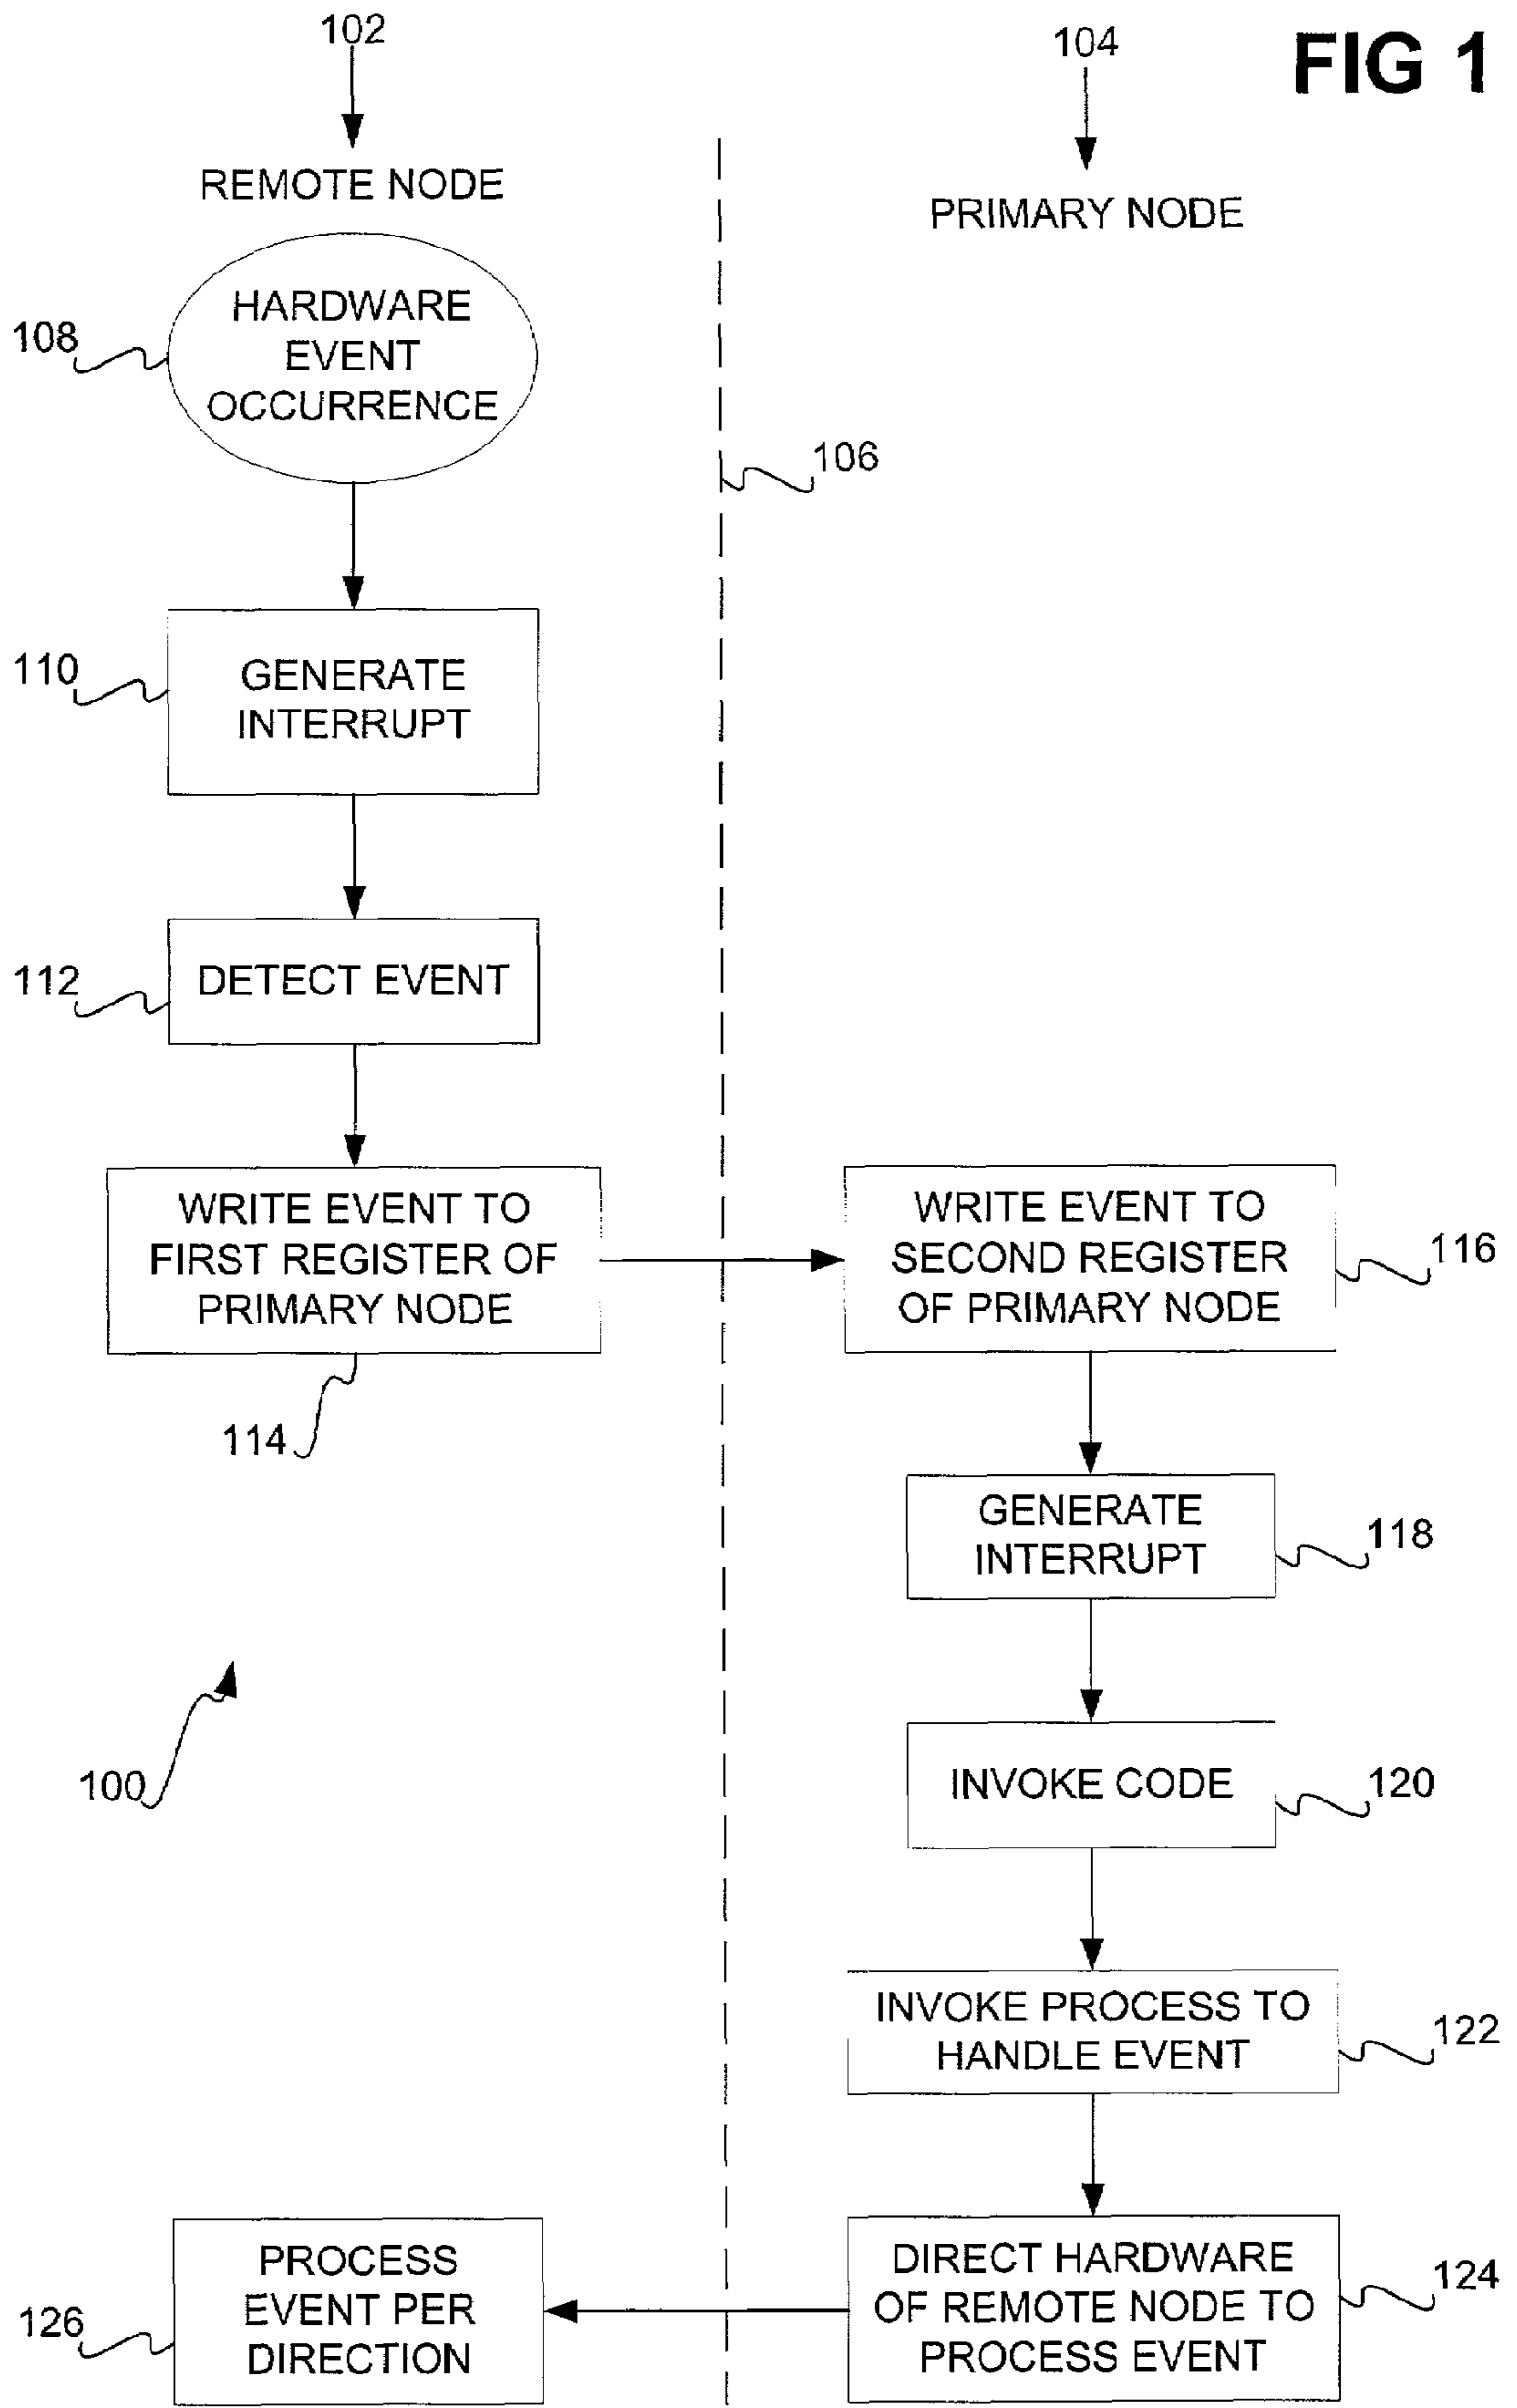 102
104
FIG 1
REMOTE NODE
PRIMARY NODE
HARDWARE
EVENT
OCCURRENCE
108
106
GENERATE
INTERRUPT
110
DETECT EVENT
112
WRITE EVENT TO
FIRST REGISTER OF
PRIMARY NODE
114
WRITE EVENT TO
SECOND REGISTER
OF PRIMARY NODE
116
GENERATE
INTERRUPT
118
100
INVOKE CODE
120
INVOKE PROCESS TO
HANDLE EVENT
122
DIRECT HARDWARE
OF REMOTE NODE TO
PROCESS EVENT
124
PROCESS
EVENT PER
DIRECTION
126